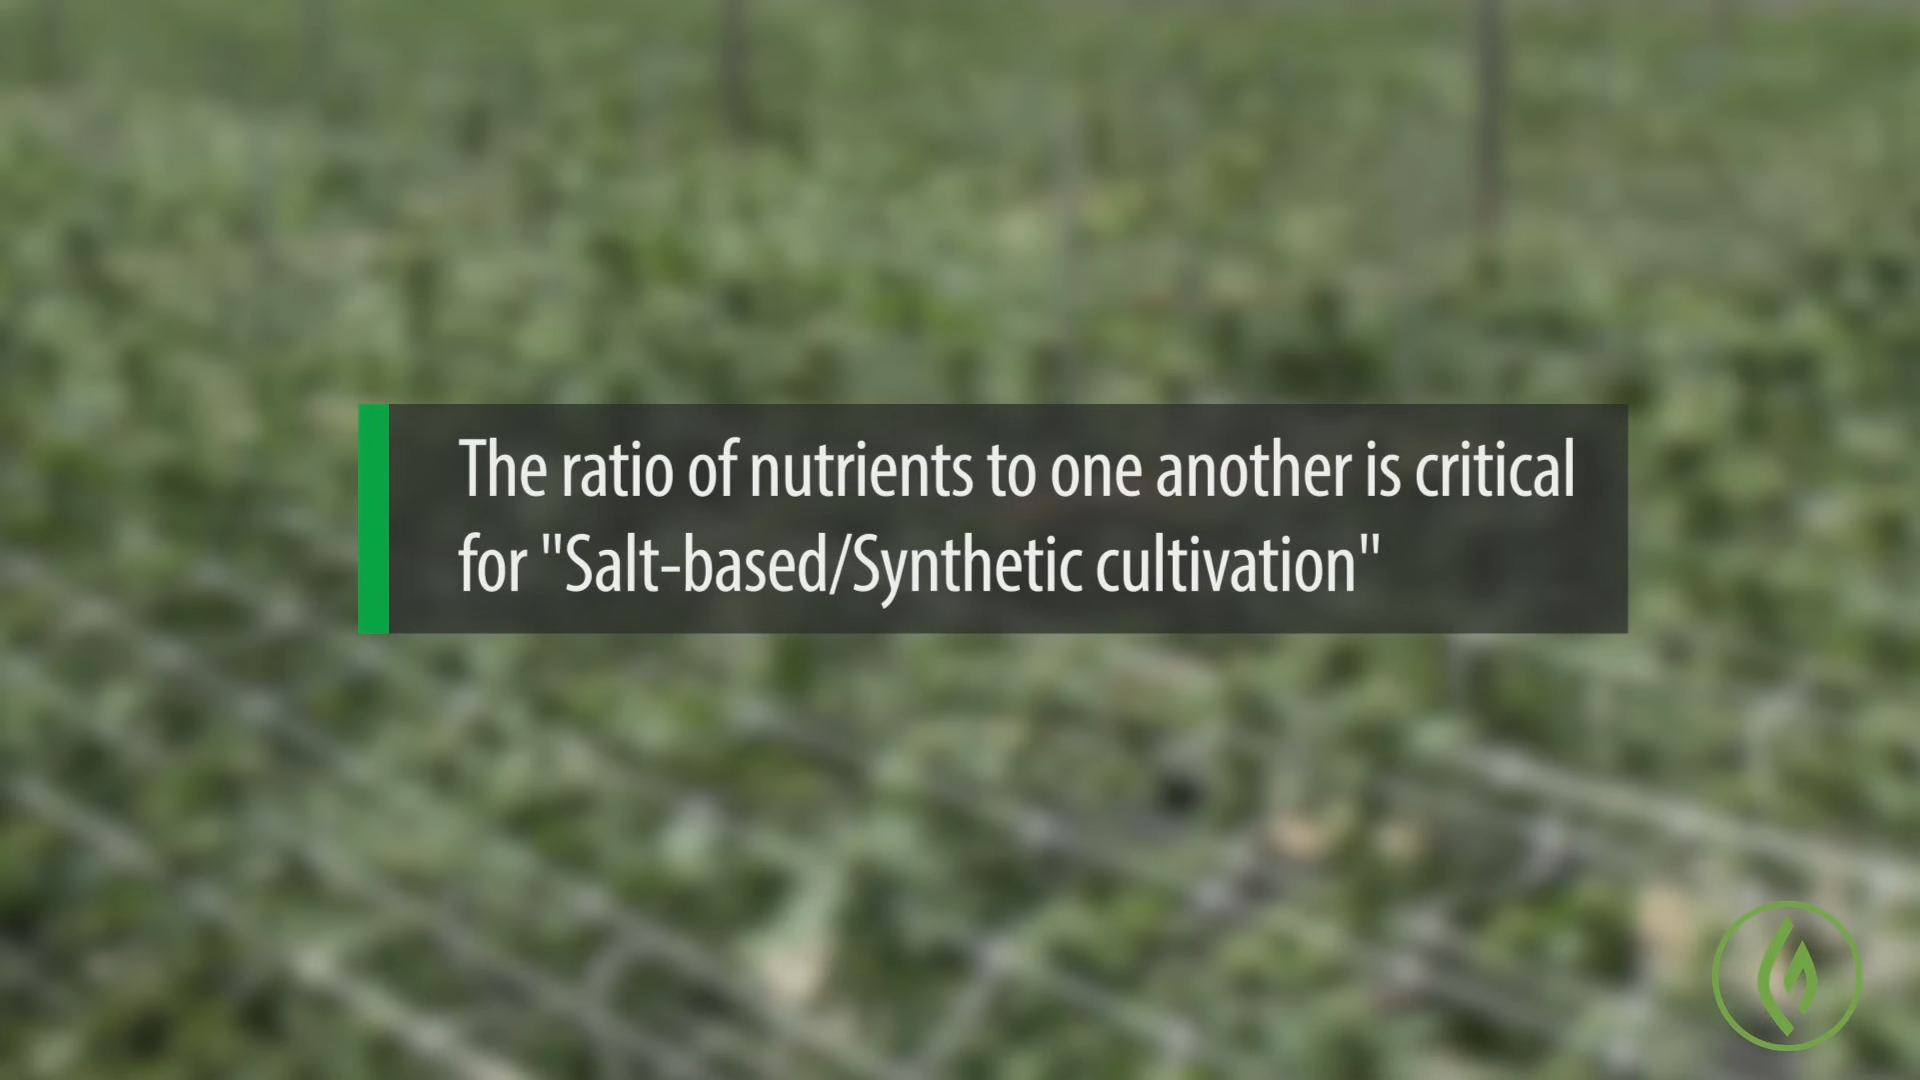 The ratio of nutrients to one another is critical
for "Salt-based/Synthetic cultivation"